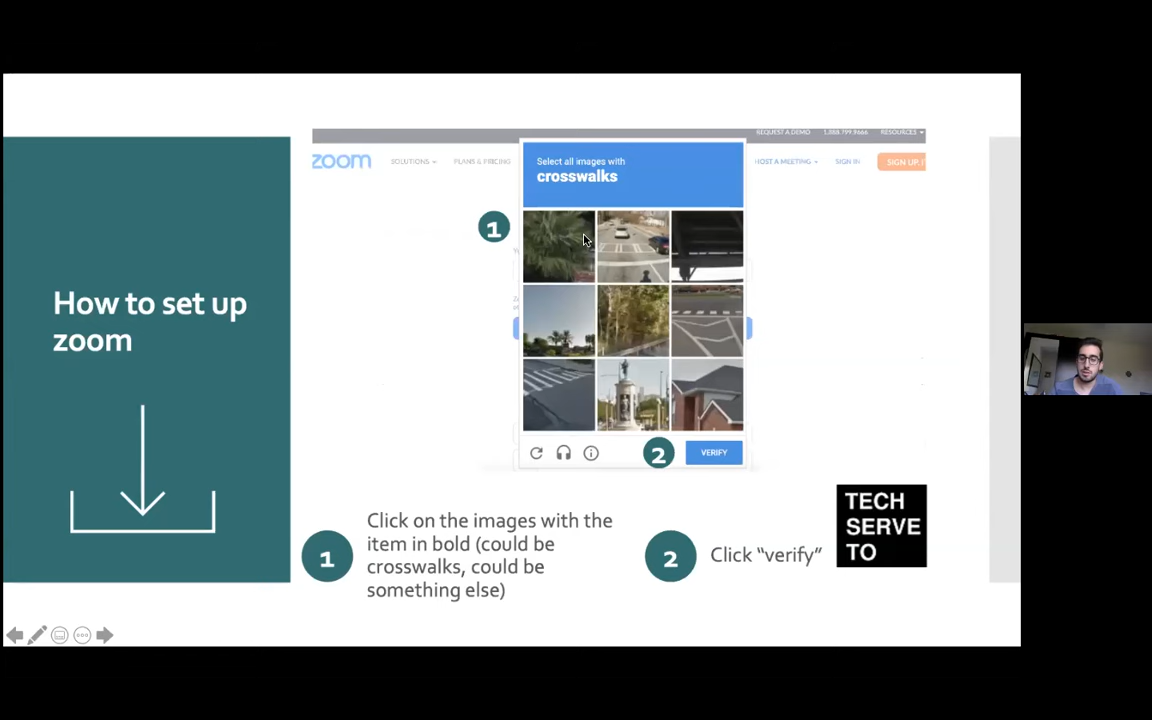 REQUEST A DEMO 1.888.799.9666 RESOURCES
zoom SOLUTIONS PLANS & PRICING HOST A MEETING SIGN IN SIGN UP, I
Select all images with
crosswalks
1
How to set up
zoom
2 VERIFY
1 Click on the images with the
item in bold (could be
crosswalks, could be
something else)
2 Click “verify”
TECH
SERVE
TO